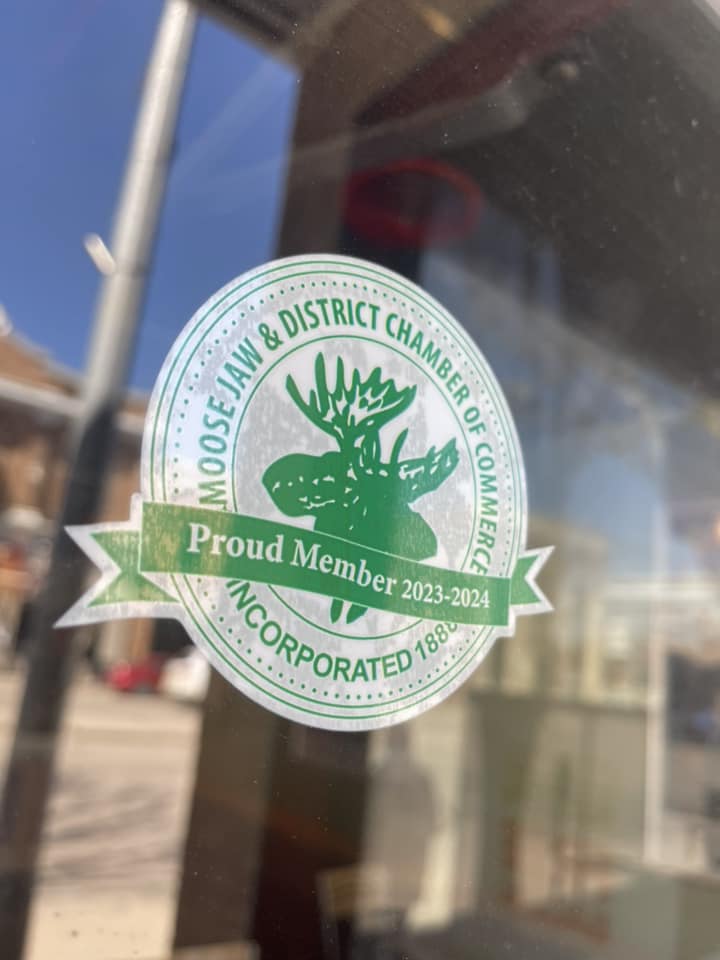 MOOSE JAW & DISTRICT CHAMBER OF COMMERCE
Proud Member 2023-2024
INCORPORATED 1888